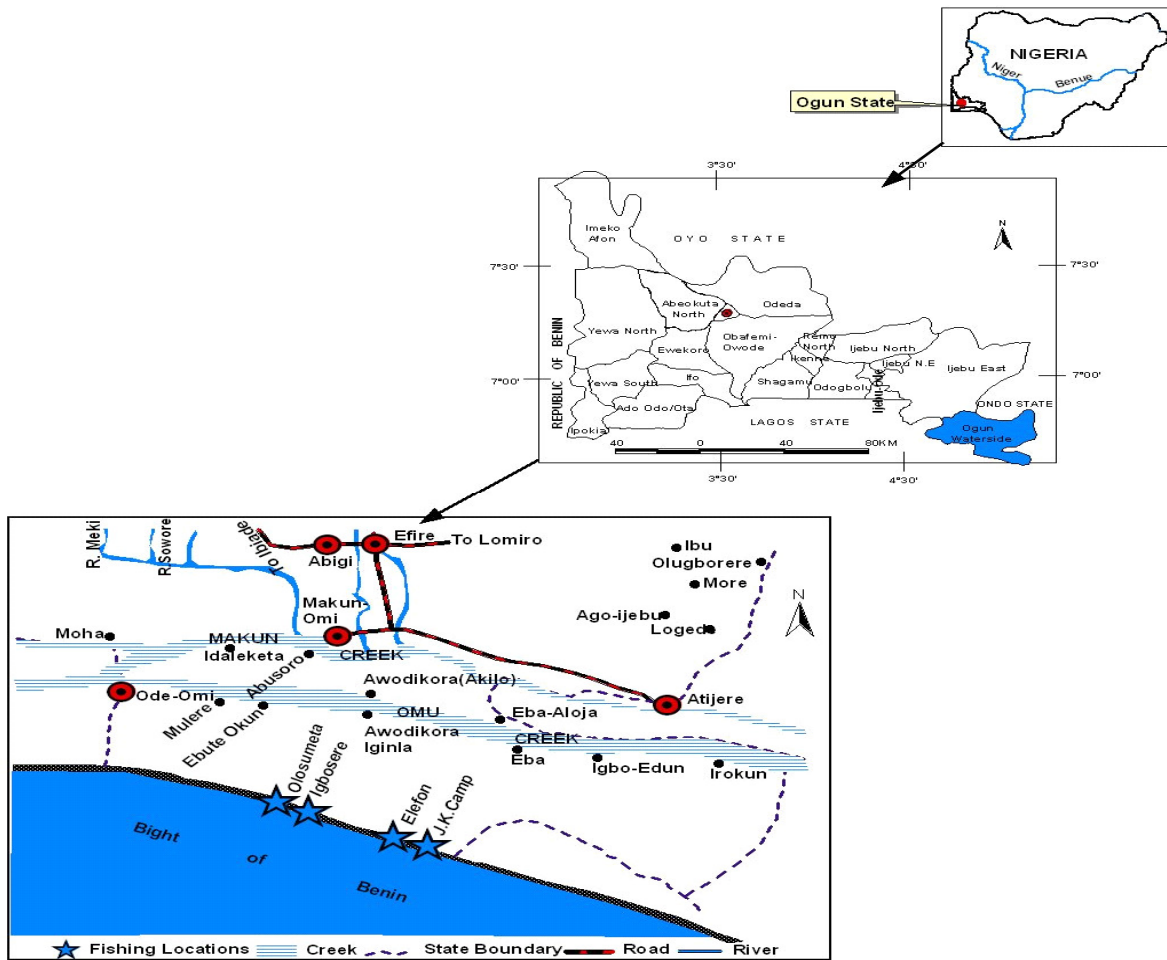 NIGERIA
Niger
Benue
Ogun State
3°30'
4°30'
N
Imeko
Afon
OYO STATE
7°30'
7°30'
Abeokuta
North
Odeda
REPUBLIC OF BENIN
Yewa North
Obafemi-
Owode
Remo
North
Ijebu North
Ewekoro
Ikenne
Ijebu N.E
Ijebu East
7°00'
7°00'
Yewa South
Ifo
Shagamu
Odogbolu
Ijebu-Ode
Ado Odo/Ota
ONDO STATE
Ipokia
LAGOS STATE
Ogun
Waterside
40 0 40 80KM
3°30'
4°30'
R. Meki
R.Sowore
To Ibiade
Abigi
Efire
To Lomiro
Ibu
Olugborere
More
Makun-
Omi
Ago-ijebu
Logede
N
Moha
MAKUN
Idaleketa
Abusoro
CREEK
Ode-Omi
Awodikora(Akilo)
Atijere
Mulere
Ebute Okun
OMU
Eba-Aloja
Awodikora
Iginla
CREEK
Eba
Igbo-Edun
Irokun
Olosumeta
Igbosere
Elefon
J.K.Camp
Bight of Benin
Fishing Locations Creek State Boundary Road River